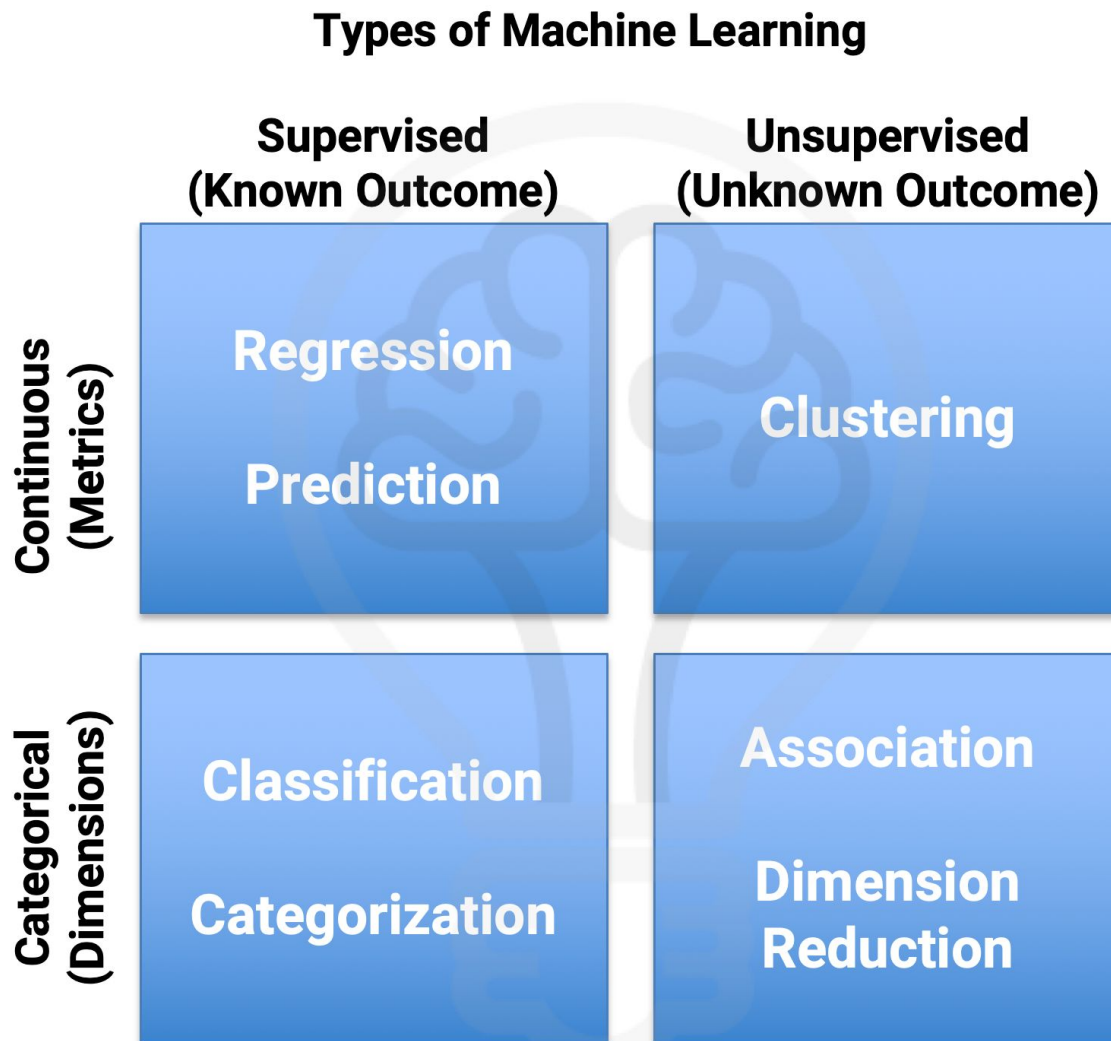 Types of Machine Learning
Supervised
(Known Outcome)
Unsupervised
(Unknown Outcome)
Continuous
(Metrics)
Regression
Prediction
Clustering
Categorical
(Dimensions)
Classification
Categorization
Association
Dimension
Reduction